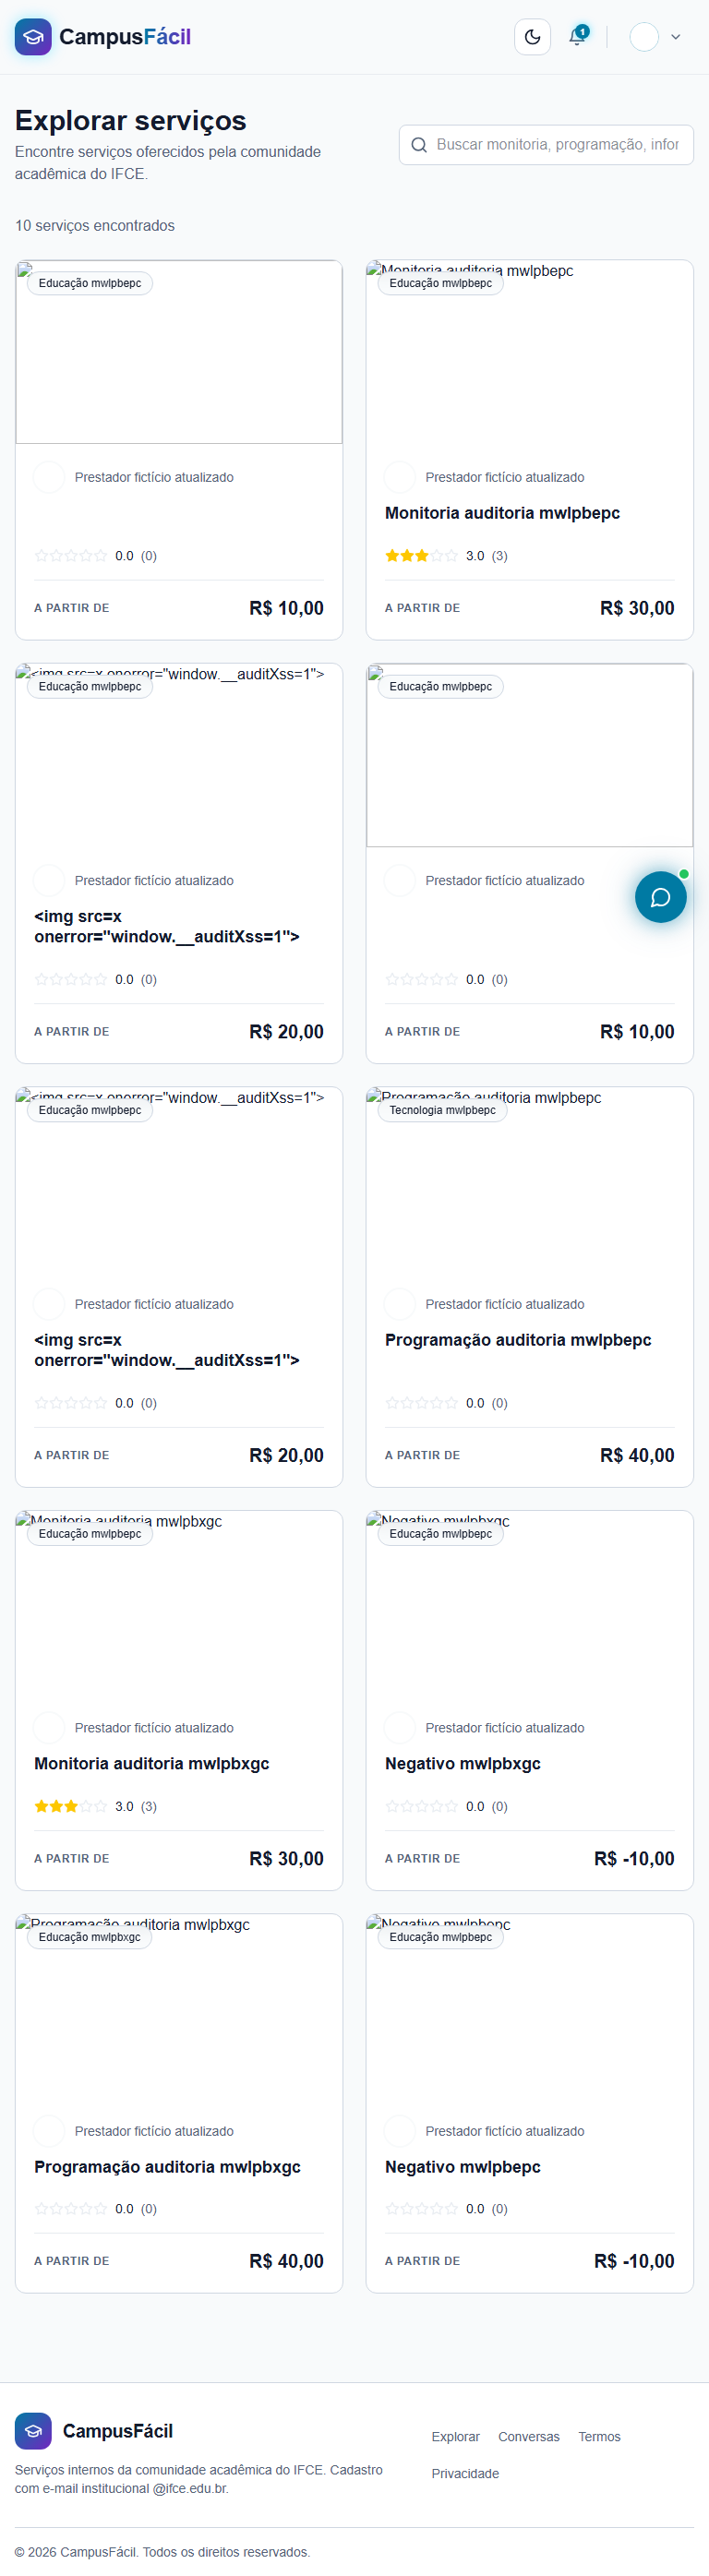 CampusFácil
1
Explorar serviços
Encontre serviços oferecidos pela comunidade
acadêmica do IFCE.
Buscar monitoria, programação, infor
10 serviços encontrados
Educação mwlpbepc
Prestador fictício atualizado
0.0 (0)
A PARTIR DE R$ 10,00
Monitoria auditoria mwlpbepc
Educação mwlpbepc
Prestador fictício atualizado
Monitoria auditoria mwlpbepc
3.0 (3)
A PARTIR DE R$ 30,00
<img src=x onerror="window.__auditXss=1">
Educação mwlpbepc
Prestador fictício atualizado
<img src=x
onerror="window.__auditXss=1">
0.0 (0)
A PARTIR DE R$ 20,00
Educação mwlpbepc
Prestador fictício atualizado
0.0 (0)
A PARTIR DE R$ 10,00
<img src=x onerror="window.__auditXss=1">
Educação mwlpbepc
Prestador fictício atualizado
<img src=x
onerror="window.__auditXss=1">
0.0 (0)
A PARTIR DE R$ 20,00
Programação auditoria mwlpbepc
Tecnologia mwlpbepc
Prestador fictício atualizado
Programação auditoria mwlpbepc
0.0 (0)
A PARTIR DE R$ 40,00
Monitoria auditoria mwlpbxgc
Educação mwlpbepc
Prestador fictício atualizado
Monitoria auditoria mwlpbxgc
3.0 (3)
A PARTIR DE R$ 30,00
Negativo mwlpbxgc
Educação mwlpbepc
Prestador fictício atualizado
Negativo mwlpbxgc
0.0 (0)
A PARTIR DE R$ -10,00
Programação auditoria mwlpbxgc
Educação mwlpbxgc
Prestador fictício atualizado
Programação auditoria mwlpbxgc
0.0 (0)
A PARTIR DE R$ 40,00
Negativo mwlpbepc
Educação mwlpbepc
Prestador fictício atualizado
Negativo mwlpbepc
0.0 (0)
A PARTIR DE R$ -10,00
CampusFácil
Serviços internos da comunidade acadêmica do IFCE. Cadastro
com e-mail institucional @ifce.edu.br.
Explorar Conversas Termos
Privacidade
© 2026 CampusFácil. Todos os direitos reservados.